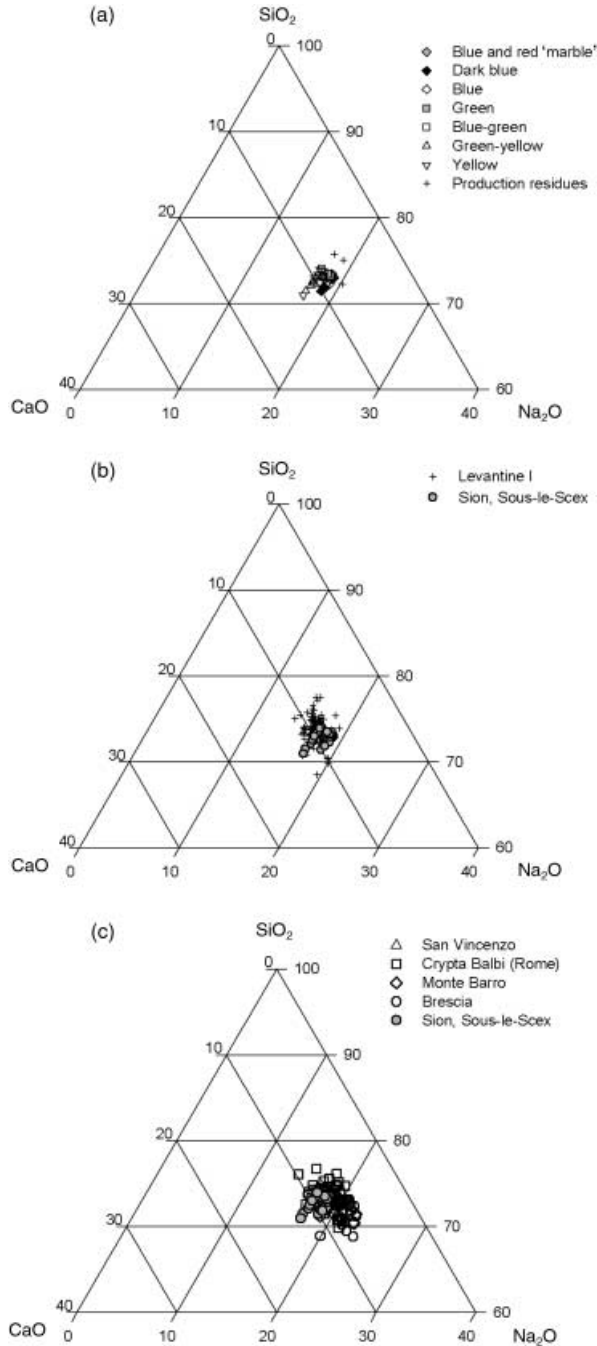 (a)
SiO₂
0 100
Blue and red 'marble'
Dark blue
Blue
Green
Blue-green
Green-yellow
Yellow
Production residues
10 90
20 80
30 70
40 60
CaO 0 10 20 30 40 Na₂O
(b)
SiO₂
0 100
Levantine I
Sion, Sous-le-Scex
10 90
20 80
30 70
40 60
CaO 0 10 20 30 40 Na₂O
(c)
SiO₂
0 100
San Vincenzo
Crypta Balbi (Rome)
Monte Barro
Brescia
Sion, Sous-le-Scex
10 90
20 80
30 70
40 60
CaO 0 10 20 30 40 Na₂O